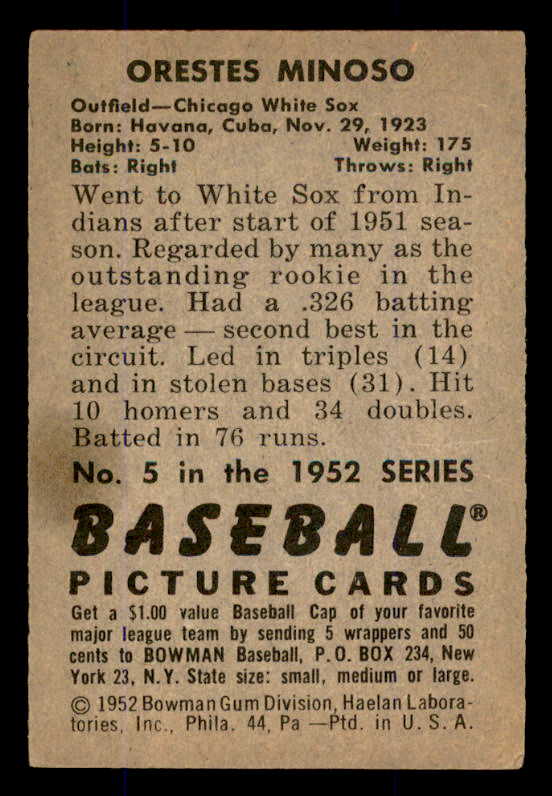 ORESTES MINOSO
Outfield—Chicago White Sox
Born: Havana, Cuba, Nov. 29, 1923
Height: 5-10 Weight: 175
Bats: Right Throws: Right
Went to White Sox from In-
dians after start of 1951 sea-
son. Regarded by many as the
outstanding rookie in the
league. Had a .326 batting
average — second best in the
circuit. Led in triples (14)
and in stolen bases (31). Hit
10 homers and 34 doubles.
Batted in 76 runs.
No. 5 in the 1952 SERIES
BASEBALL®
PICTURE CARDS
Get a $1.00 value Baseball Cap of your favorite
major league team by sending 5 wrappers and 50
cents to BOWMAN Baseball, P.O. BOX 234, New
York 23, N.Y. State size: small, medium or large.
© 1952 Bowman Gum Division, Haelan Labora-
tories, Inc., Phila. 44, Pa —Ptd. in U. S. A.